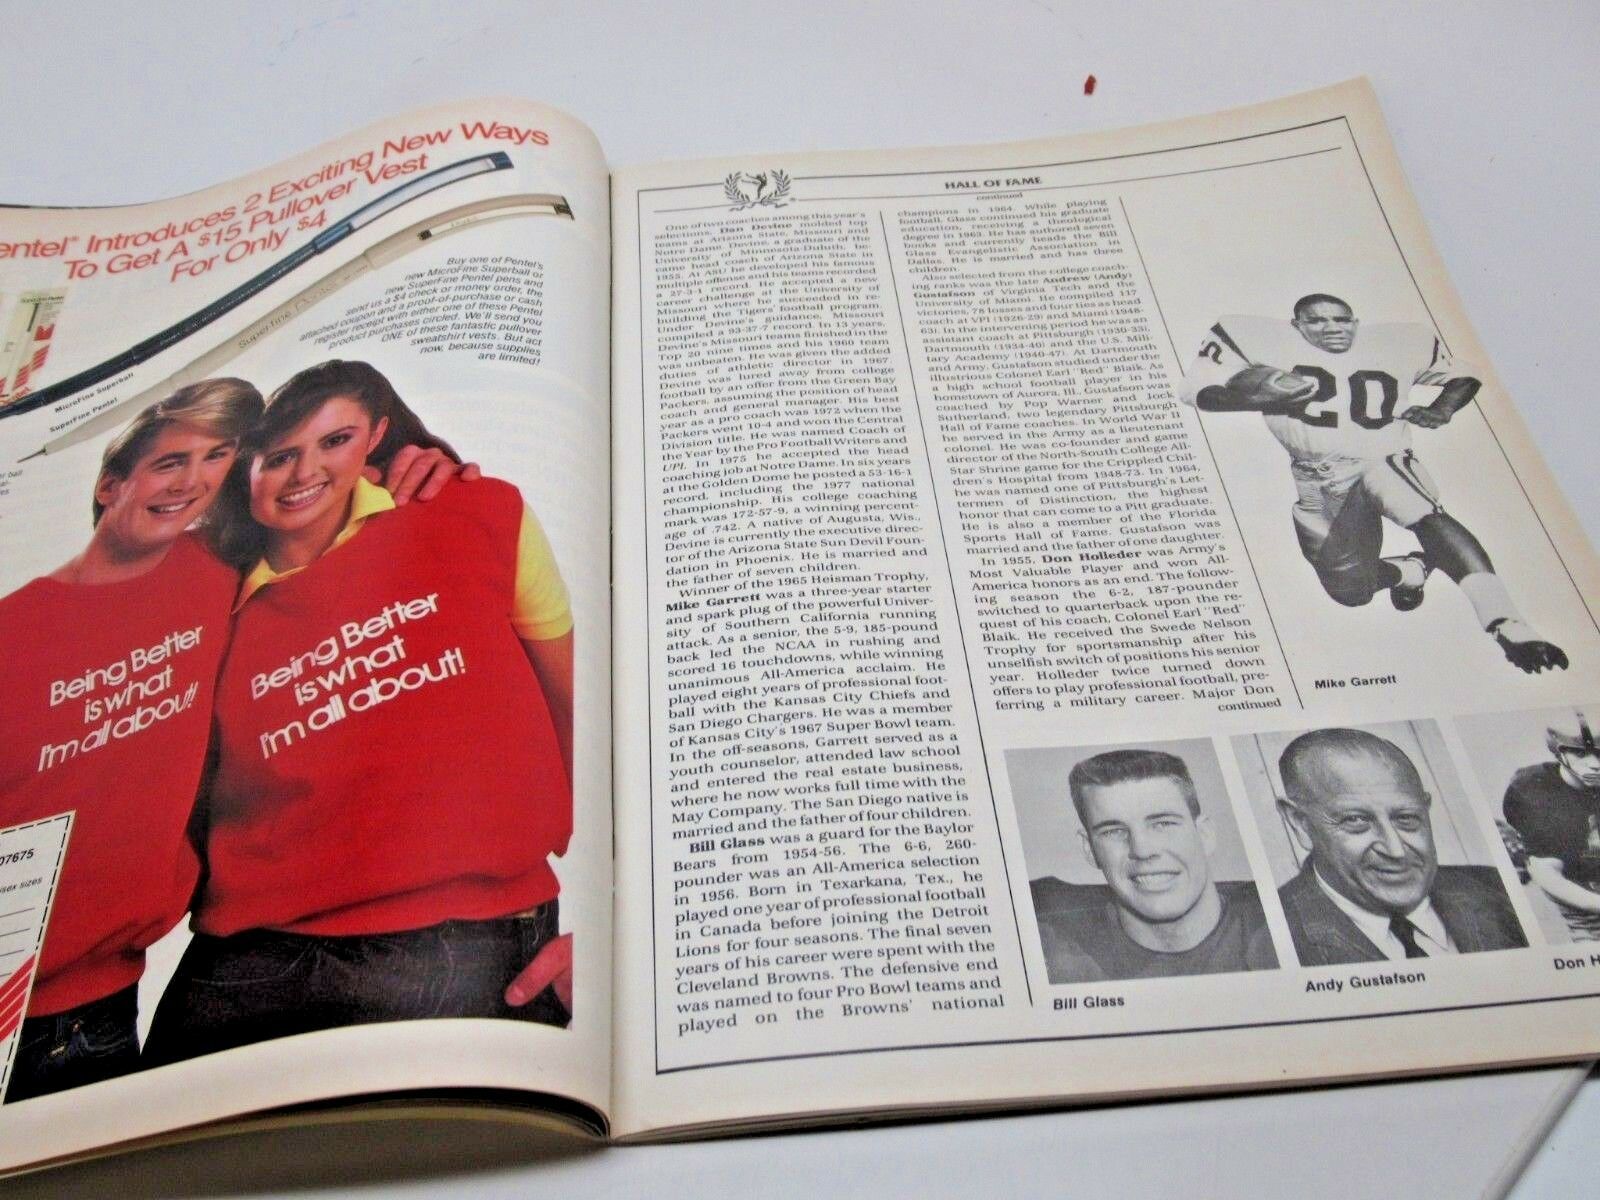 entel® Introduces 2 Exciting New Ways
To Get A $15 Pullover Vest
For Only $4
Buy one of Pentel's
new MicroFine Superball or
new SuperFine Pentel pens and
send us a $4 check or money order, the
attached coupon and a proof-of-purchase or cash
register receipt with either one of these Pentel
product purchases circled. We'll send you
ONE of these fantastic pullover
sweatshirt vests. But act
now, because supplies
are limited!
Superfine Pentel
MicroFine Superball
SuperFine Pentel
r ball
Being Better
is what
I'm all about!
Being Better
is what
I'm all about!
07675
sex sizes
HALL OF FAME
continued
One of two coaches among this year's
selections, Dan Devine molded top
teams at Arizona State, Missouri and
Notre Dame. Devine, a graduate of the
University of Minnesota-Duluth, be-
came head coach of Arizona State in
1955. At ASU he developed his famous
multiple offense and his teams recorded
a 27-3-1 record. He accepted a new
career challenge at the University of
Missouri where he succeeded in re-
building the Tigers' football program.
Under Devine's guidance, Missouri
compiled a 93-37-7 record. In 13 years,
Devine's Missouri teams finished in the
Top 20 nine times and his 1960 team
was unbeaten. He was given the added
duties of athletic director in 1967.
Devine was lured away from college
football by an offer from the Green Bay
Packers, assuming the position of head
coach and general manager. His best
year as a pro coach was 1972 when the
Packers went 10-4 and won the Central
Division title. He was named Coach of
the Year by the Pro Football Writers and
UPI. In 1975 he accepted the head
coaching job at Notre Dame. In six years
at the Golden Dome he posted a 53-16-1
record, including the 1977 national
championship. His college coaching
mark was 172-57-9, a winning percent-
age of .742. A native of Augusta, Wis.,
Devine is currently the executive direc-
tor of the Arizona State Sun Devil Foun-
dation in Phoenix. He is married and
the father of seven children.
Winner of the 1965 Heisman Trophy,
Mike Garrett was a three-year starter
and spark plug of the powerful Univer-
sity of Southern California running
attack. As a senior, the 5-9, 185-pound
back led the NCAA in rushing and
scored 16 touchdowns, while winning
unanimous All-America acclaim. He
played eight years of professional foot-
ball with the Kansas City Chiefs and
San Diego Chargers. He was a member
of Kansas City's 1967 Super Bowl team.
In the off-seasons, Garrett served as a
youth counselor, attended law school
and entered the real estate business,
where he now works full time with the
May Company. The San Diego native is
married and the father of four children.
Bill Glass was a guard for the Baylor
Bears from 1954-56. The 6-6, 260-
pounder was an All-America selection
in 1956. Born in Texarkana, Tex., he
played one year of professional football
in Canada before joining the Detroit
Lions for four seasons. The final seven
years of his career were spent with the
Cleveland Browns. The defensive end
was named to four Pro Bowl teams and
played on the Browns' national
champions in 1964. While playing
football, Glass continued his graduate
education, receiving a theological
degree in 1963. He has authored seven
books and currently heads the Bill
Glass Evangelistic Association in
Dallas. He is married and has three
children.
Also selected from the college coach-
ing ranks was the late Andrew (Andy)
Gustafson of Virginia Tech and the
University of Miami. He compiled 117
victories, 78 losses and four ties as head
coach at VPI (1926-29) and Miami (1948-
63). In the intervening period he was an
assistant coach at Pittsburgh (1930-33),
Dartmouth (1934-40) and the U.S. Mili-
tary Academy (1940-47). At Dartmouth
and Army, Gustafson studied under the
illustrious Colonel Earl "Red" Blaik. As
a high school football player in his
hometown of Aurora, Ill., Gustafson was
coached by Pop Warner and Jock
Sutherland, two legendary Pittsburgh
Hall of Fame coaches. In World War II
he served in the Army as a lieutenant
colonel. He was co-founder and game
director of the North-South College All-
Star Shrine game for the Crippled Chil-
dren's Hospital from 1948-73. In 1964,
he was named one of Pittsburgh's Let-
termen of Distinction, the highest
honor that can come to a Pitt graduate.
He is also a member of the Florida
Sports Hall of Fame. Gustafson was
married and the father of one daughter.
In 1955, Don Holleder was Army's
Most Valuable Player and won All-
America honors as an end. The follow-
ing season the 6-2, 187-pounder
switched to quarterback upon the re-
quest of his coach, Colonel Earl "Red"
Blaik. He received the Swede Nelson
Trophy for sportsmanship after his
unselfish switch of positions his senior
year. Holleder twice turned down
offers to play professional football, pre-
ferring a military career. Major Don
continued
20
Mike Garrett
Bill Glass
Andy Gustafson
Don H